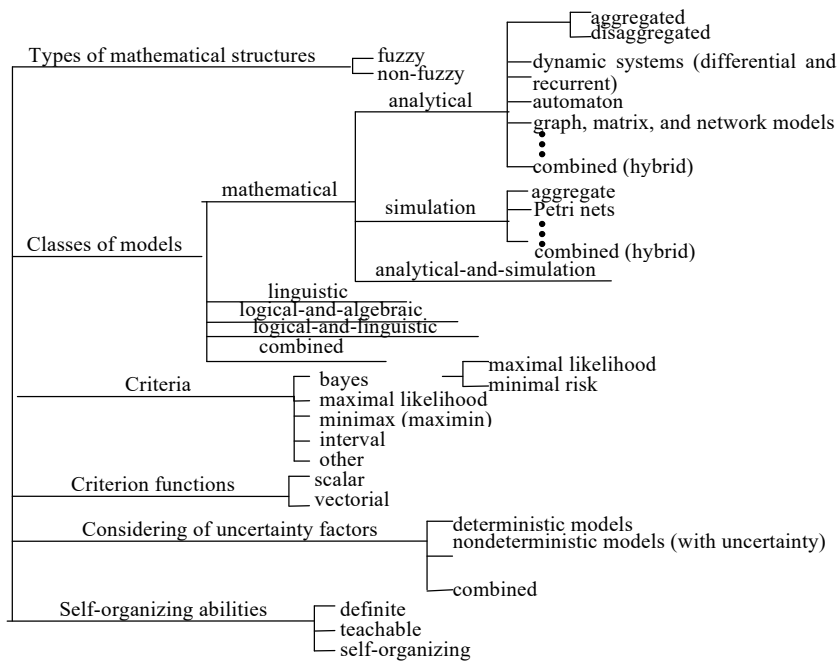 aggregated
disaggregated
Types of mathematical structures
fuzzy
non-fuzzy
dynamic systems (differential and
recurrent)
analytical
automaton
graph, matrix, and network models
combined (hybrid)
mathematical
aggregate
simulation
Petri nets
Classes of models
combined (hybrid)
analytical-and-simulation
linguistic
logical-and-algebraic
logical-and-linguistic
combined
maximal likelihood
Criteria
bayes
minimal risk
maximal likelihood
minimax (maximin)
interval
other
Criterion functions
scalar
vectorial
Considering of uncertainty factors
deterministic models
nondeterministic models (with uncertainty)
combined
Self-organizing abilities
definite
teachable
self-organizing